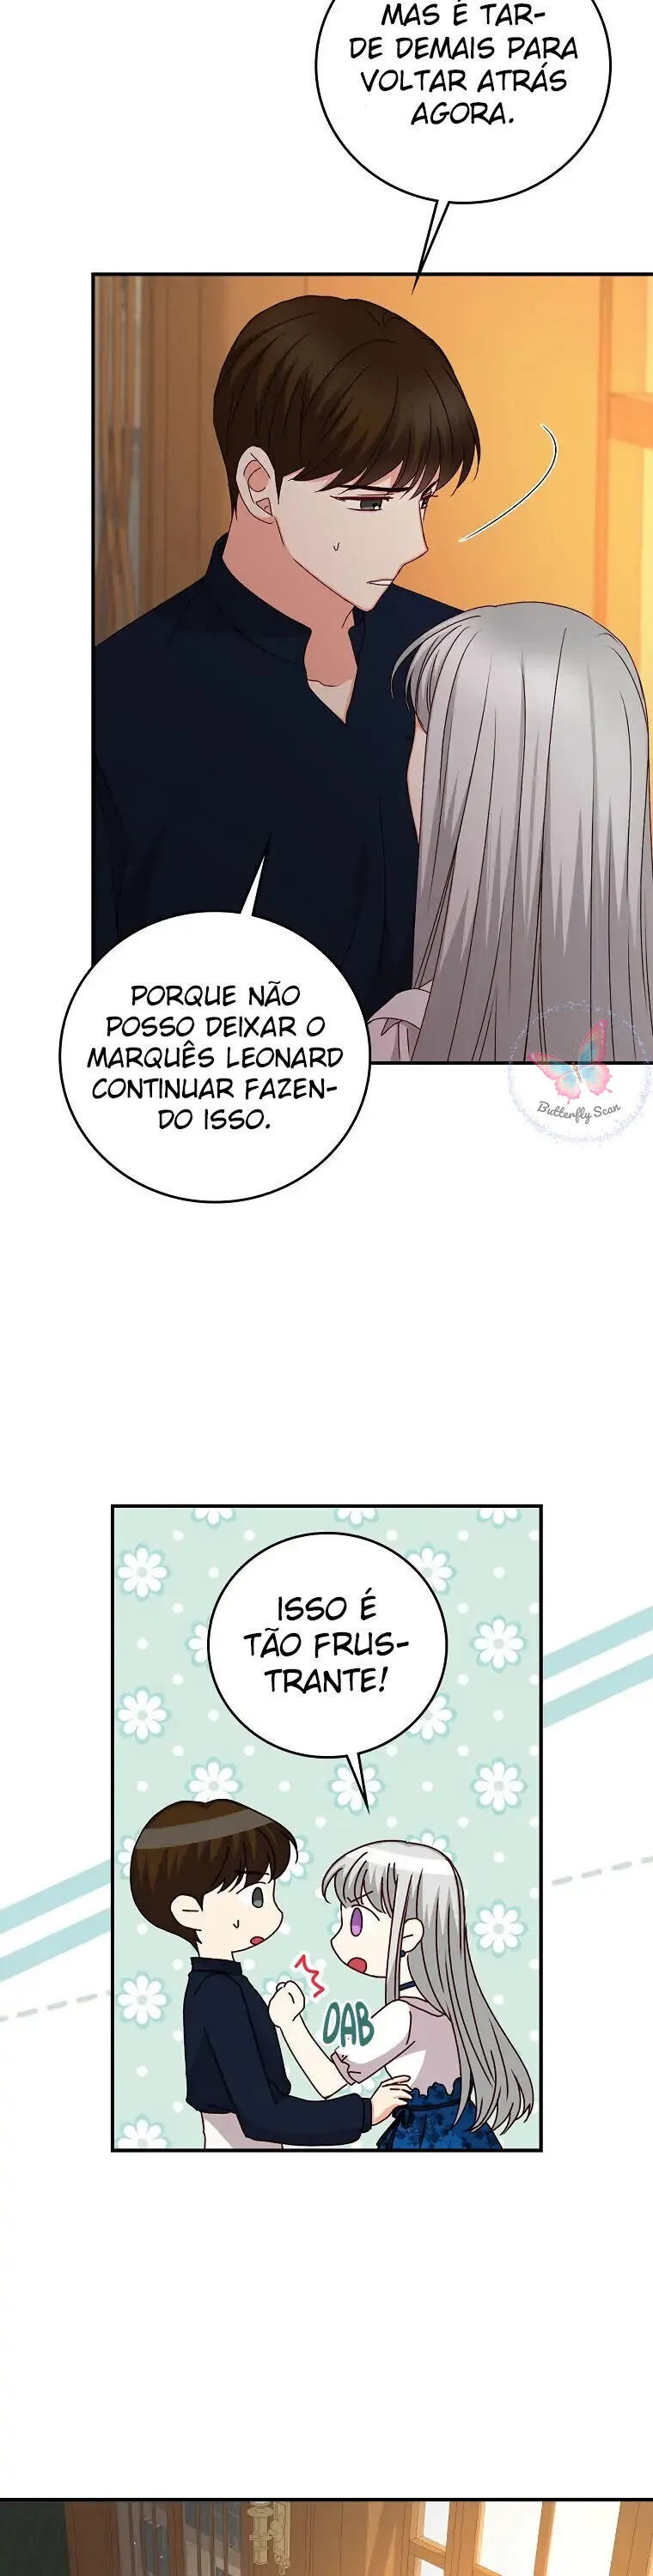 MAS É TAR-
DE DEMAIS PARA
VOLTAR ATRÁS
AGORA.
PORQUE NÃO
POSSO DEIXAR O
MARQUÊS LEONARD
CONTINUAR FAZEN-
DO ISSO.
Butterfly Scan
ISSO É
TÃO FRUS-
TRANTE!
DAB